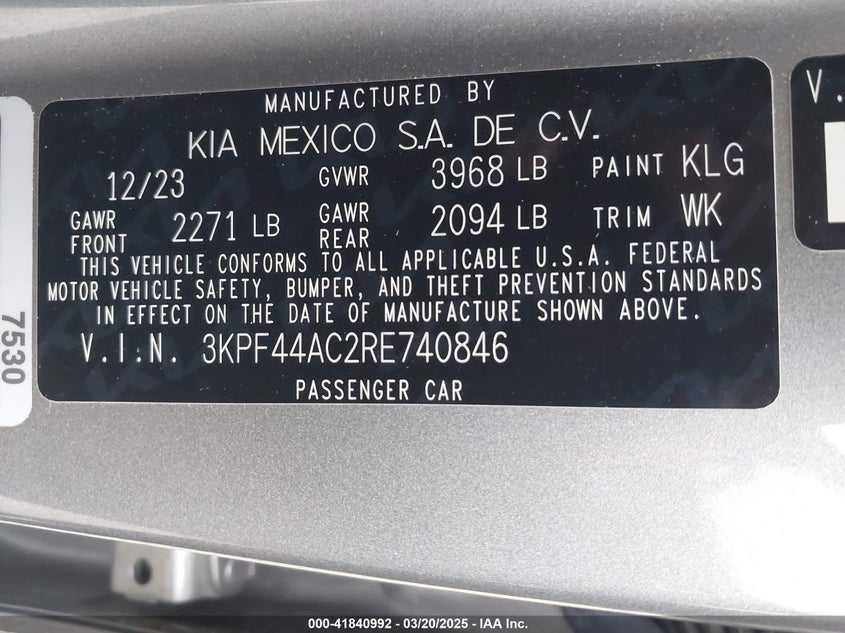 MANUFACTURED BY
KIA MEXICO S.A. DE C.V.
12/23 GVWR 3968 LB PAINT KLG
GAWR FRONT 2271 LB GAWR REAR 2094 LB TRIM WK
THIS VEHICLE CONFORMS TO ALL APPLICABLE U.S.A. FEDERAL
MOTOR VEHICLE SAFETY, BUMPER, AND THEFT PREVENTION STANDARDS
IN EFFECT ON THE DATE OF MANUFACTURE SHOWN ABOVE.
V.I.N. 3KPF44AC2RE740846
PASSENGER CAR
7530
V.
000-41840992 - 03/20/2025 - IAA Inc.